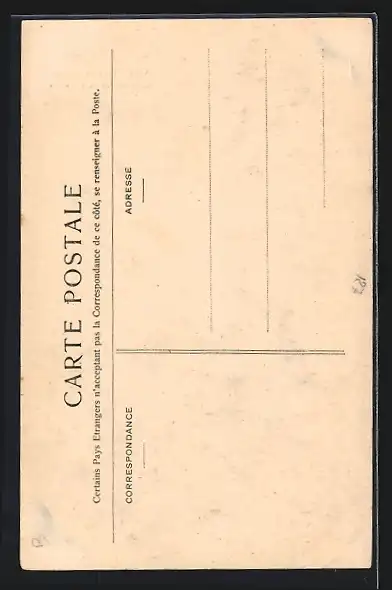 CARTE POSTALE
Certains Pays Etrangers n'acceptant pas la Correspondance de ce côté, se renseigner à la Poste.
CORRESPONDANCE
ADRESSE